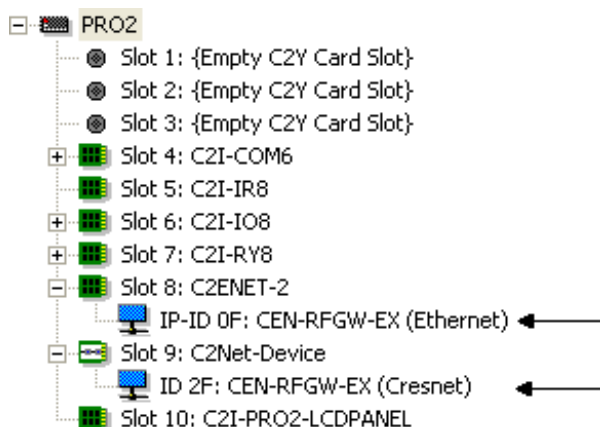 PRO2
Slot 1: {Empty C2Y Card Slot}
Slot 2: {Empty C2Y Card Slot}
Slot 3: {Empty C2Y Card Slot}
Slot 4: C2I-COM6
Slot 5: C2I-IR8
Slot 6: C2I-IO8
Slot 7: C2I-RY8
Slot 8: C2ENET-2
IP-ID 0F: CEN-RFGW-EX (Ethernet)
Slot 9: C2Net-Device
ID 2F: CEN-RFGW-EX (Cresnet)
Slot 10: C2I-PRO2-LCDPANEL